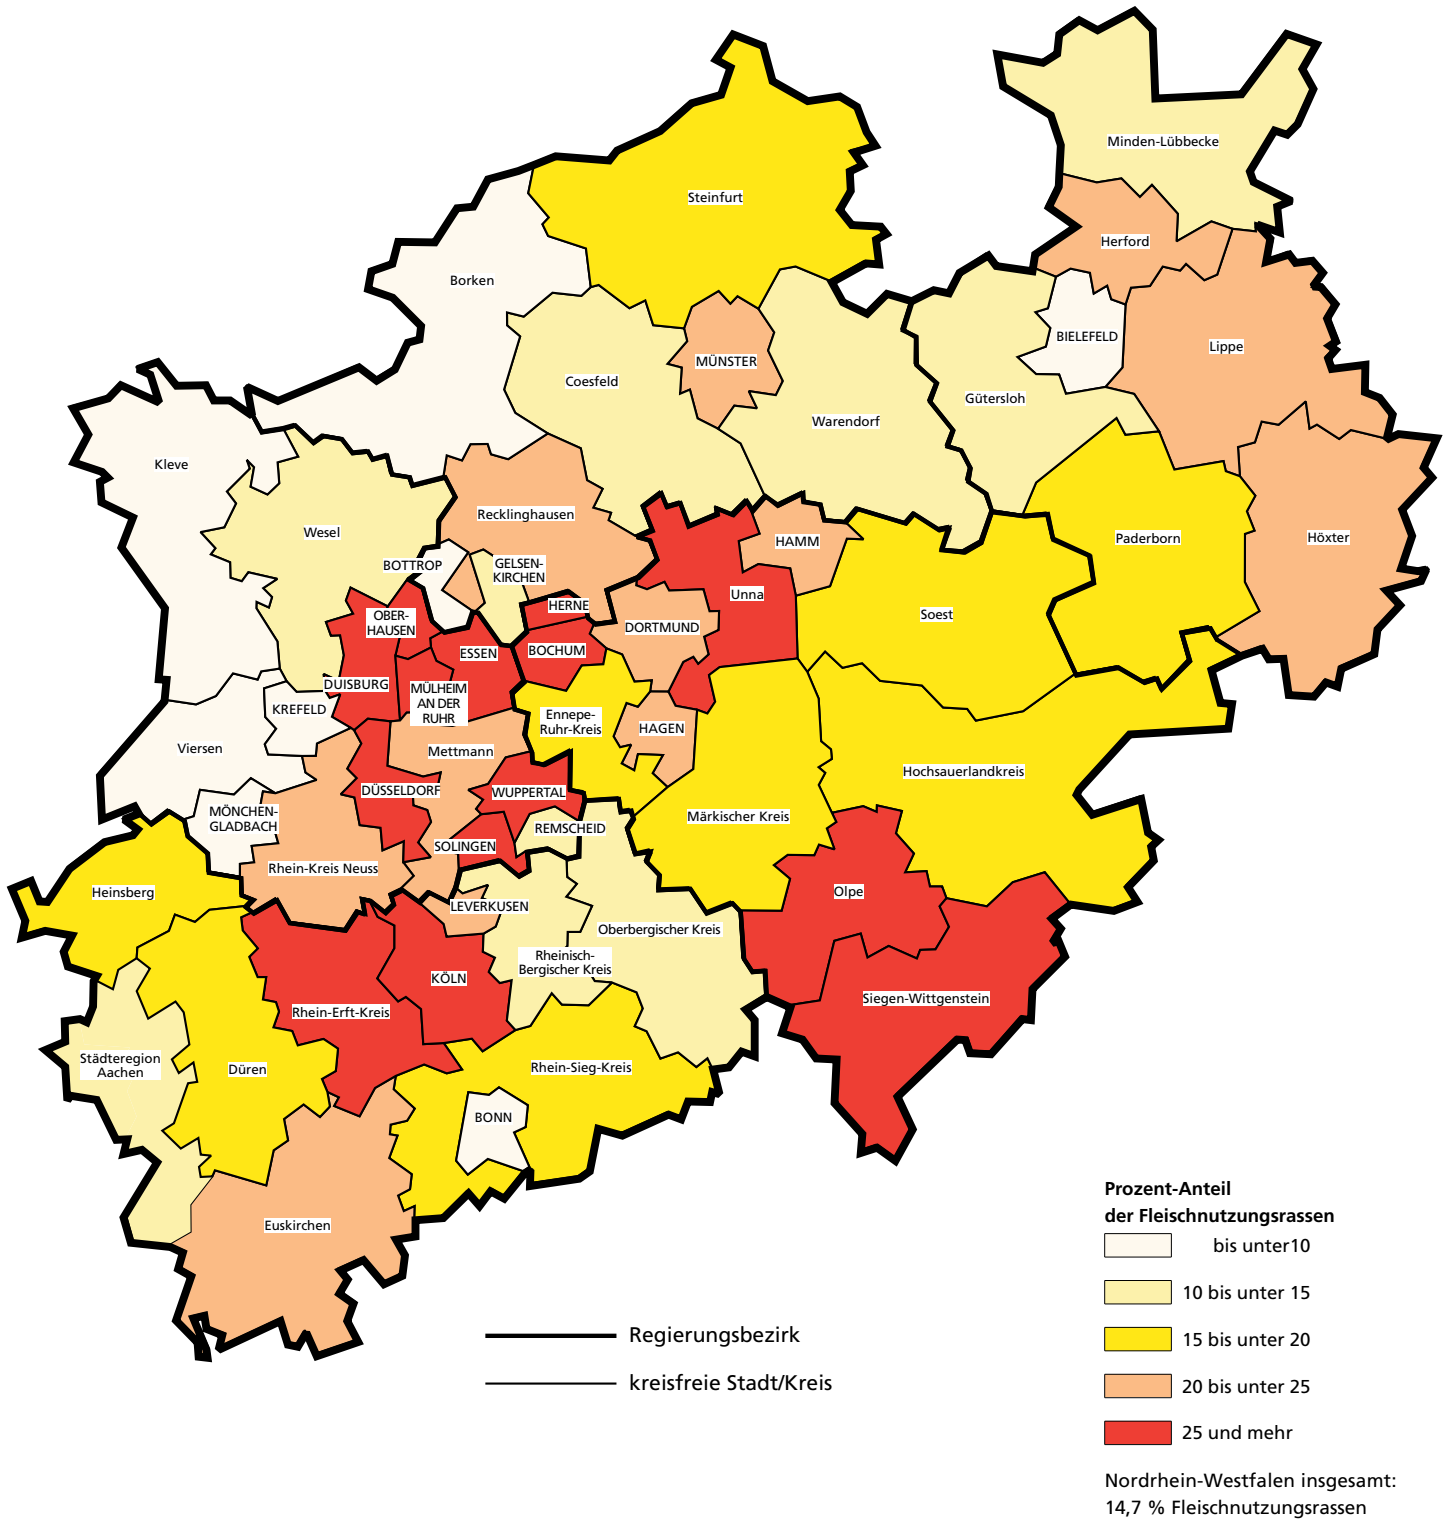 Minden-Lübbecke
Steinfurt
Herford
Borken
BIELEFELD
Lippe
MÜNSTER
Coesfeld
Gütersloh
Warendorf
Kleve
Recklinghausen
Wesel
HAMM
Paderborn
Höxter
BOTTROP
GELSEN-
KIRCHEN
Unna
HERNE
OBER-
HAUSEN
Soest
DORTMUND
ESSEN
BOCHUM
DUISBURG
MÜLHEIM
AN DER
RUHR
KREFELD
Ennepe-
Ruhr-Kreis
HAGEN
Viersen
Mettmann
Hochsauerlandkreis
DÜSSELDORF
WUPPERTAL
MÖNCHEN-
GLADBACH
Märkischer Kreis
REMSCHEID
SOLINGEN
Rhein-Kreis Neuss
Heinsberg
Olpe
LEVERKUSEN
Oberbergischer Kreis
Rheinisch-
Bergischer Kreis
KÖLN
Siegen-Wittgenstein
Rhein-Erft-Kreis
Städteregion
Aachen
Düren
Rhein-Sieg-Kreis
BONN
Euskirchen
Prozent-Anteil
der Fleischnutzungsrassen
bis unter10
10 bis unter 15
15 bis unter 20
20 bis unter 25
25 und mehr
Regierungsbezirk
kreisfreie Stadt/Kreis
Nordrhein-Westfalen insgesamt:
14,7 % Fleischnutzungsrassen